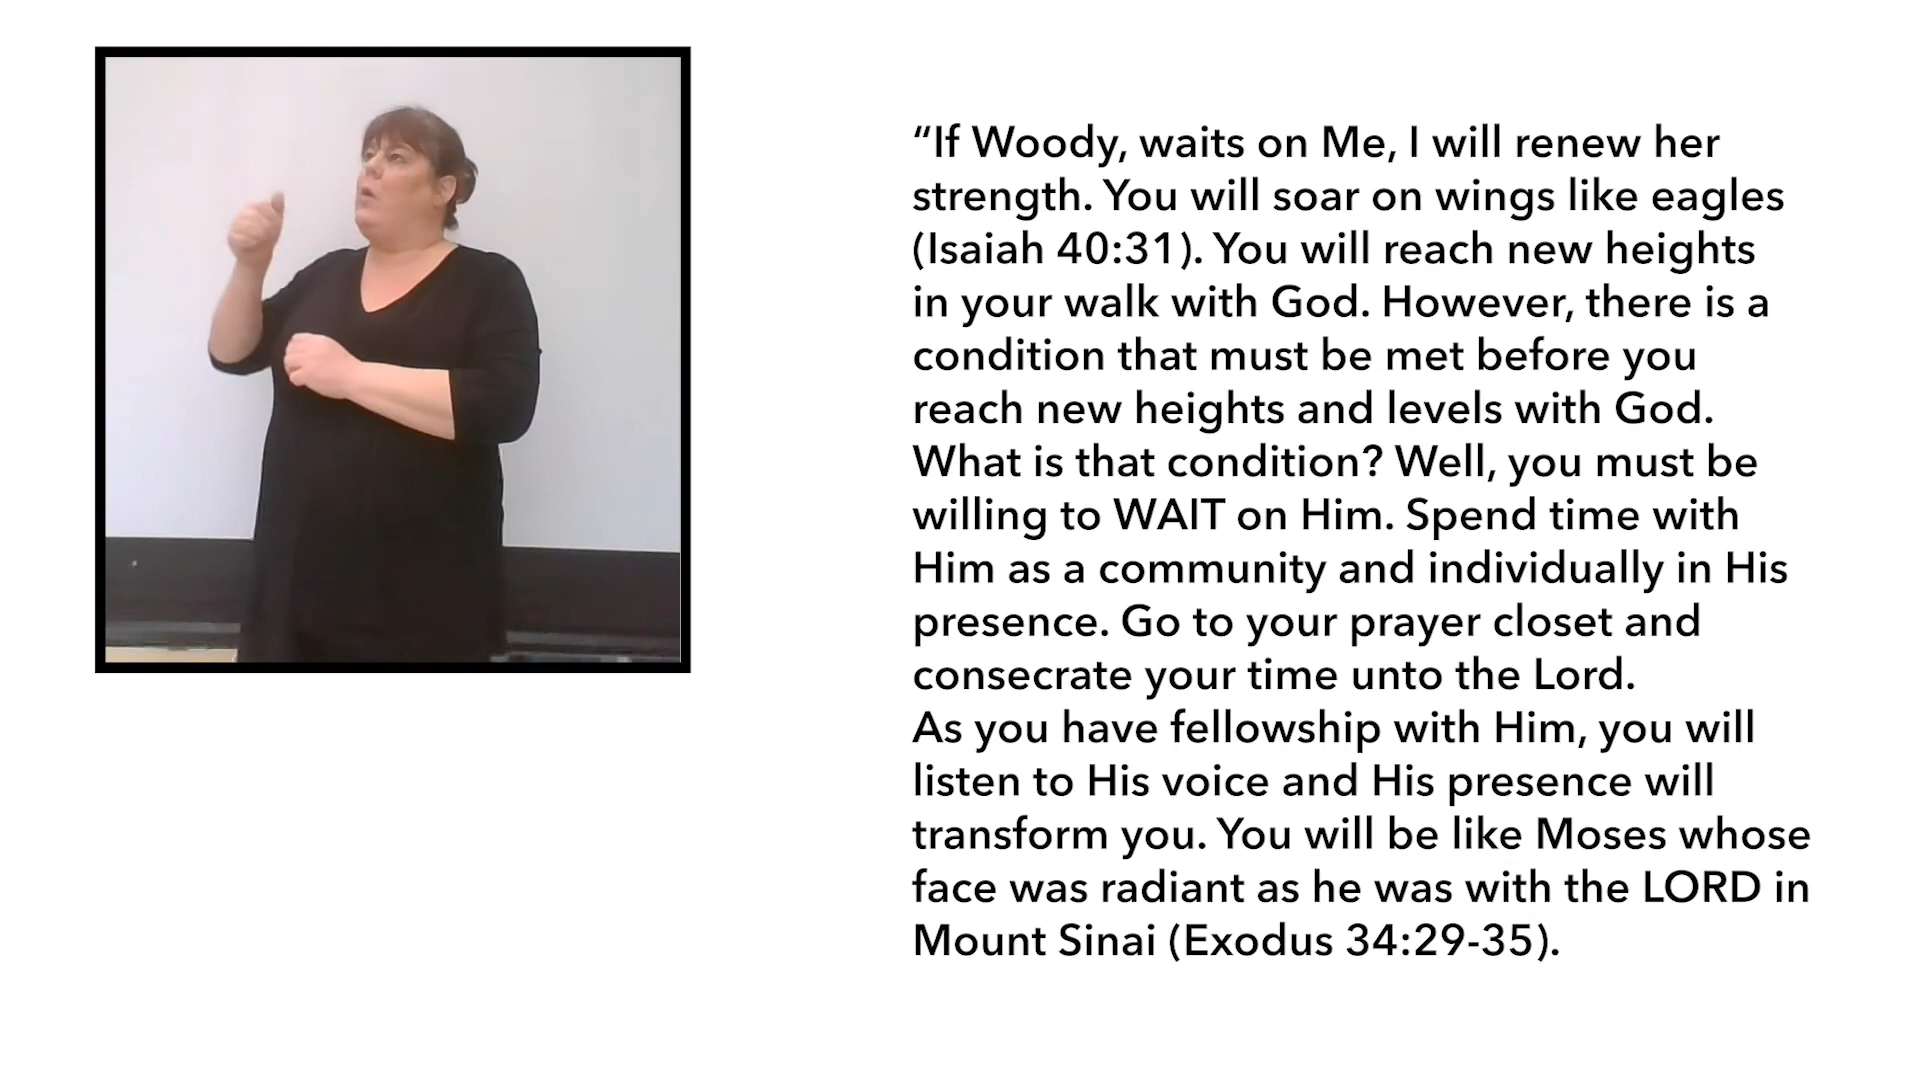 “If Woody, waits on Me, I will renew her
strength. You will soar on wings like eagles
(Isaiah 40:31). You will reach new heights
in your walk with God. However, there is a
condition that must be met before you
reach new heights and levels with God.
What is that condition? Well, you must be
willing to WAIT on Him. Spend time with
Him as a community and individually in His
presence. Go to your prayer closet and
consecrate your time unto the Lord.
As you have fellowship with Him, you will
listen to His voice and His presence will
transform you. You will be like Moses whose
face was radiant as he was with the LORD in
Mount Sinai (Exodus 34:29-35).